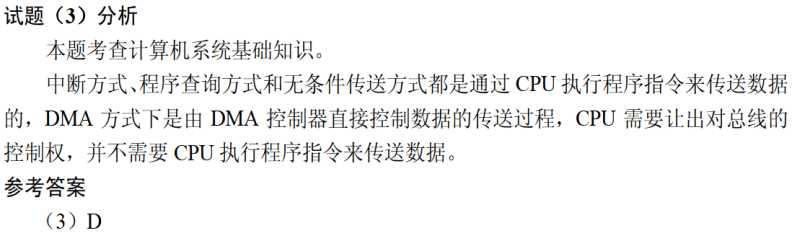 试题（3）分析
本题考查计算机系统基础知识。
中断方式、程序查询方式和无条件传送方式都是通过 CPU 执行程序指令来传送数据
的，DMA 方式下是由 DMA 控制器直接控制数据的传送过程，CPU 需要让出对总线的
控制权，并不需要 CPU 执行程序指令来传送数据。
参考答案
（3）D